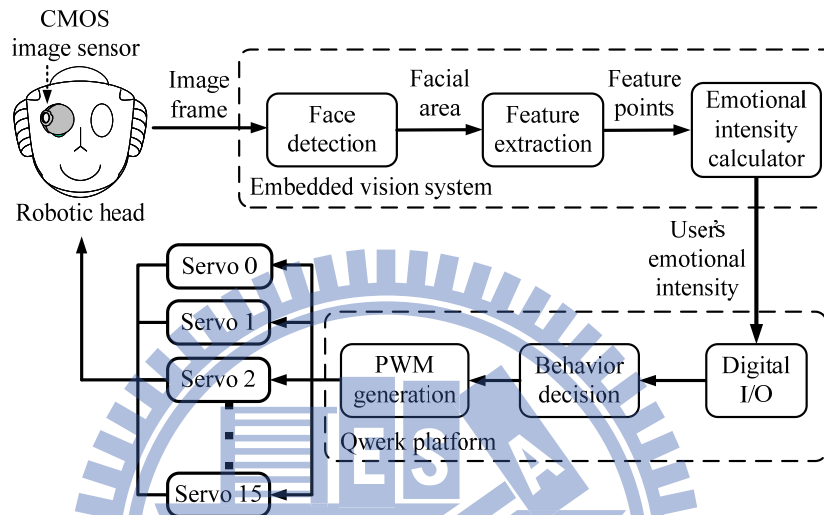 CMOS
image sensor
Image
frame
Face
detection
Facial
area
Feature
extraction
Feature
points
Emotional
intensity
calculator
Embedded vision system
Robotic head
User's
emotional
intensity
Servo 0
Servo 1
Servo 2
Servo 15
PWM
generation
Behavior
decision
Digital
I/O
Qwerk platform
ESA